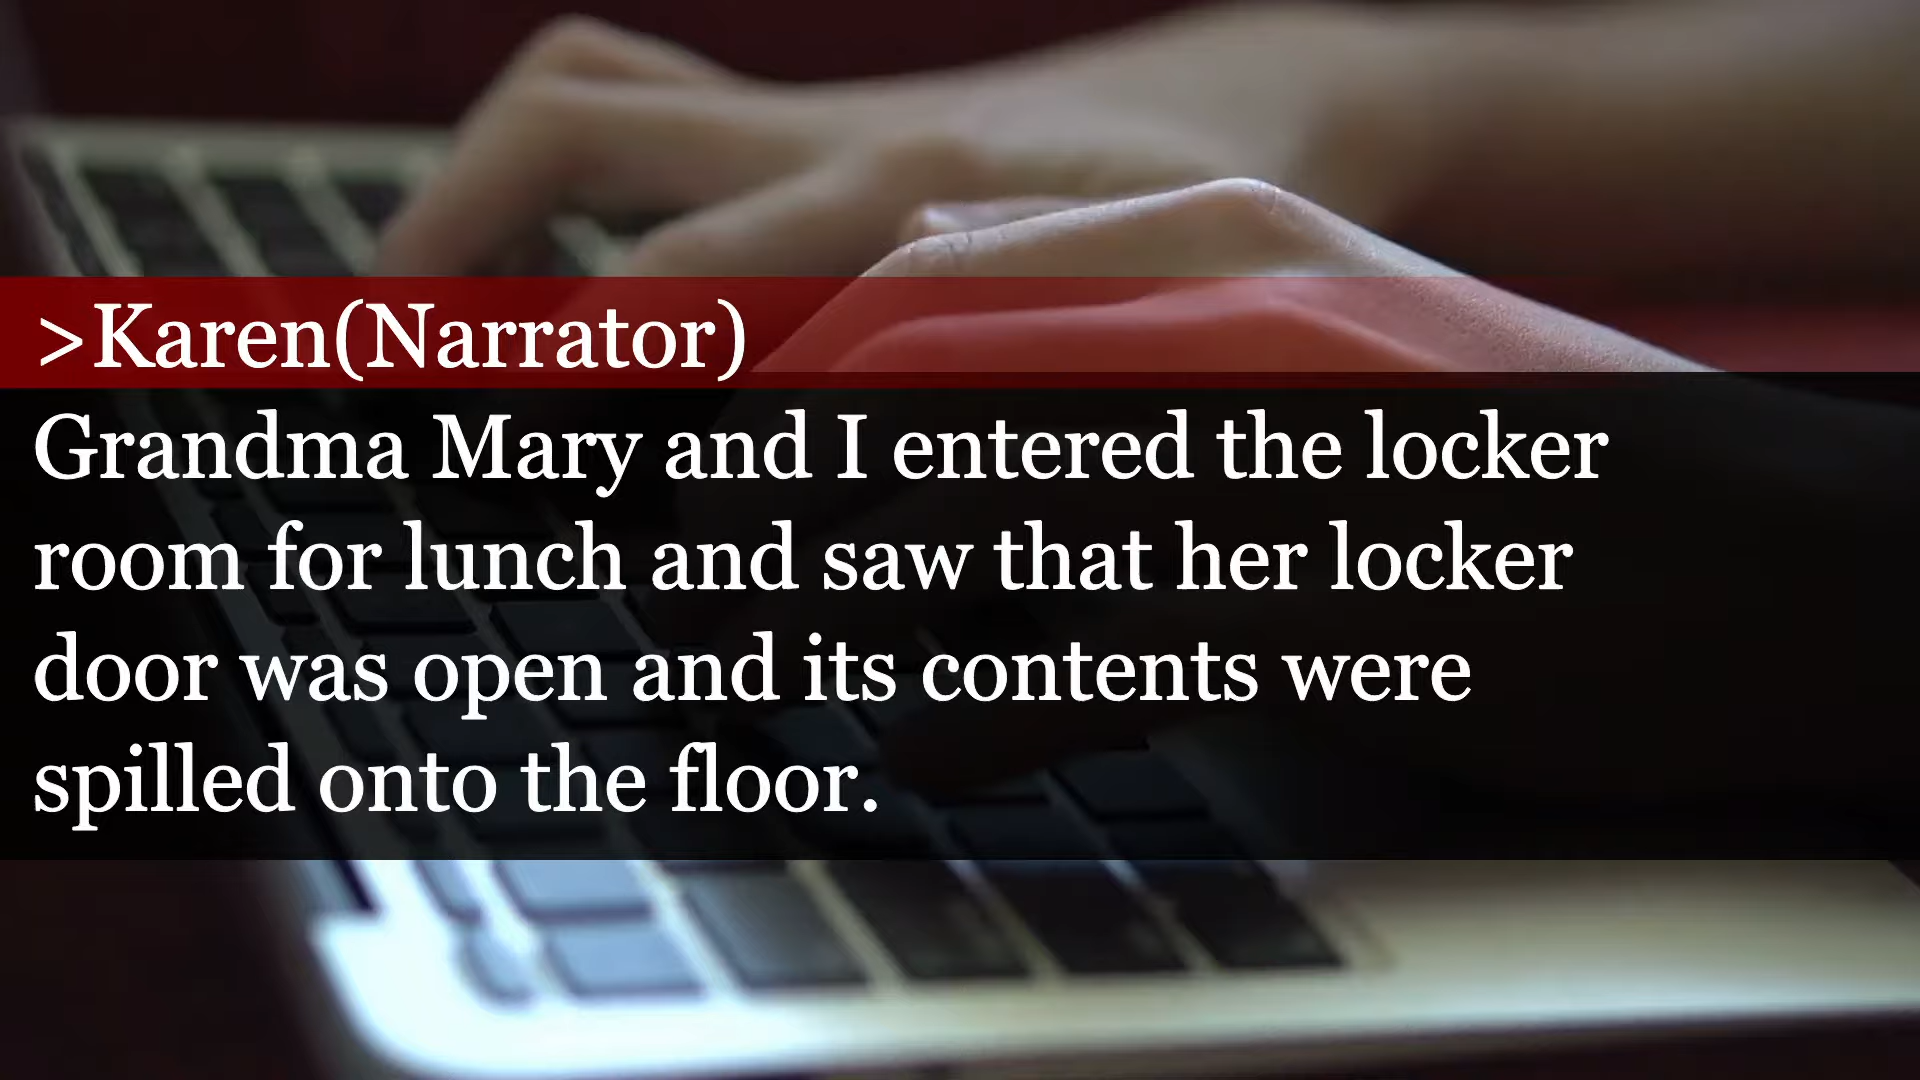 >Karen(Narrator)
Grandma Mary and I entered the locker
room for lunch and saw that her locker
door was open and its contents were
spilled onto the floor.